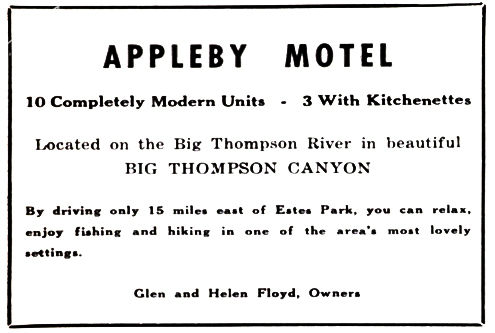 APPLEBY MOTEL
10 Completely Modern Units - 3 With Kitchenettes
Located on the Big Thompson River in beautiful
BIG THOMPSON CANYON
By driving only 15 miles east of Estes Park, you can relax,
enjoy fishing and hiking in one of the area's most lovely
settings.
Glen and Helen Floyd, Owners